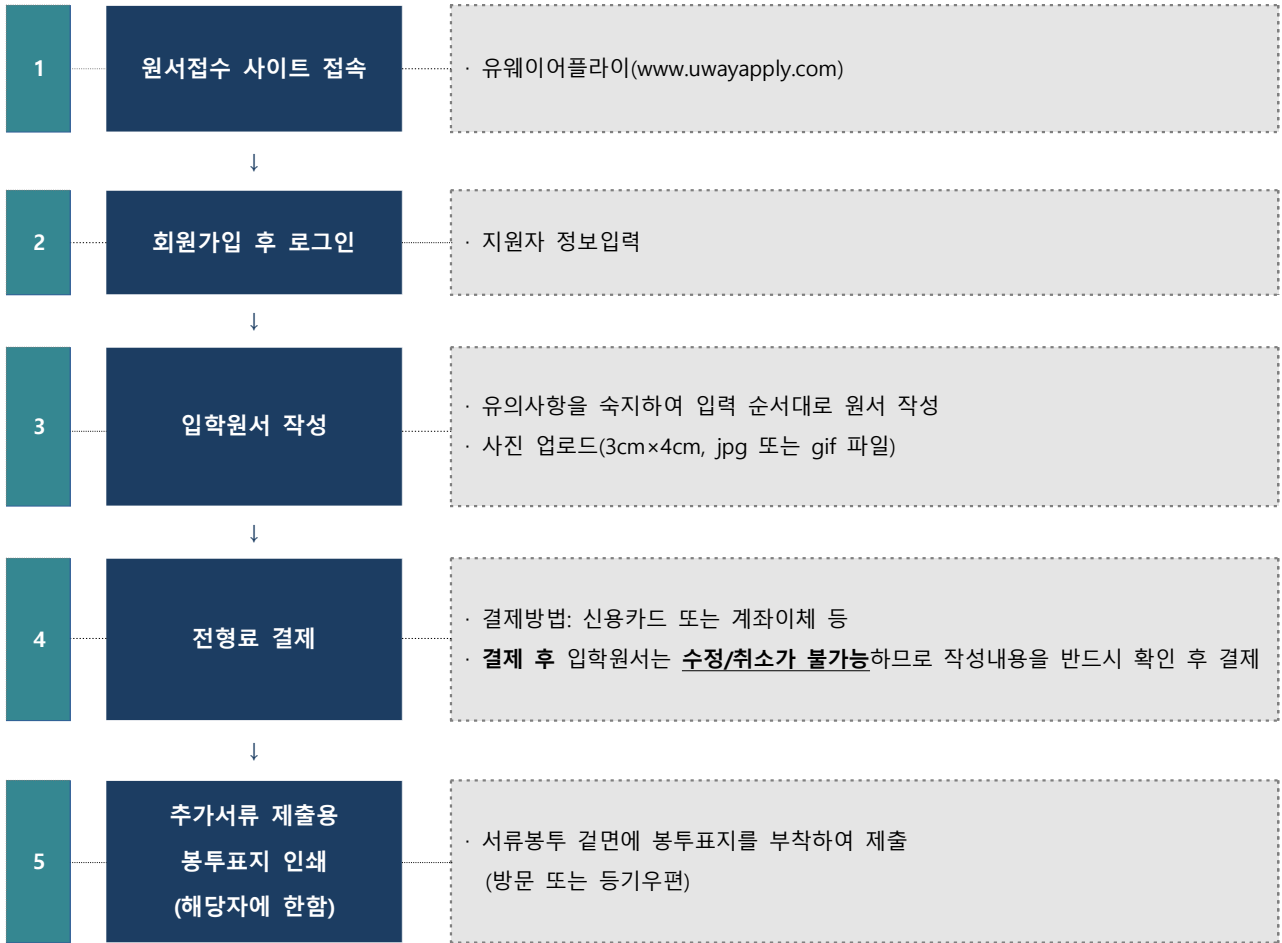 1
원서접수 사이트 접속
· 유웨이어플라이(www.uwayapply.com)
↓
2
회원가입 후 로그인
· 지원자 정보입력
↓
3
입학원서 작성
· 유의사항을 숙지하여 입력 순서대로 원서 작성
· 사진 업로드(3cm×4cm, jpg 또는 gif 파일)
↓
4
전형료 결제
· 결제방법: 신용카드 또는 계좌이체 등
· 결제 후 입학원서는 수정/취소가 불가능하므로 작성내용을 반드시 확인 후 결제
↓
5
추가서류 제출용
봉투표지 인쇄
(해당자에 한함)
· 서류봉투 겉면에 봉투표지를 부착하여 제출
(방문 또는 등기우편)